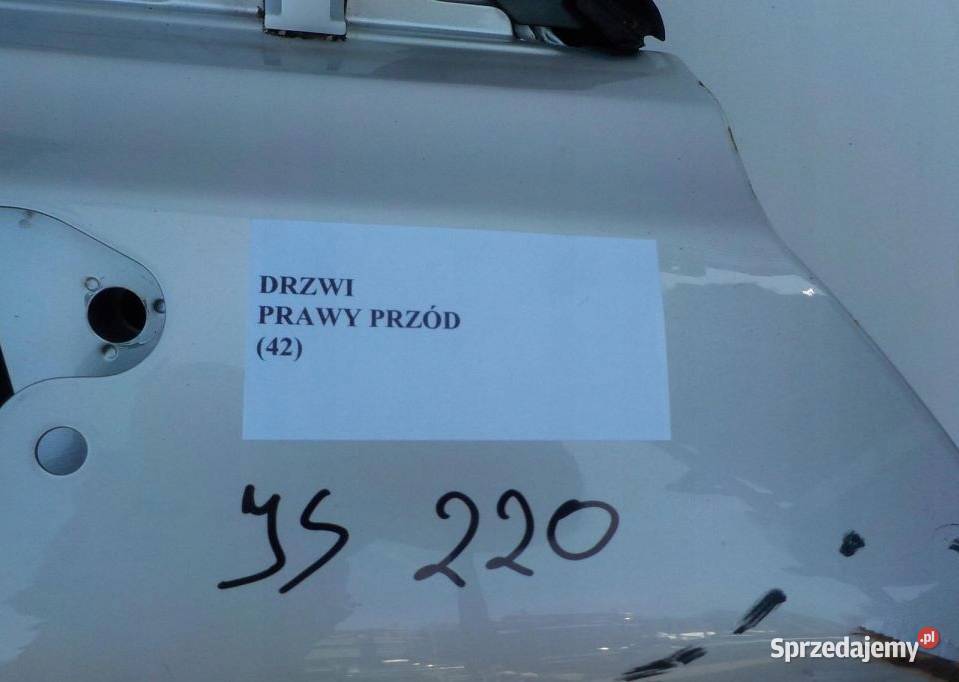 DRZWI
PRAWY PRZÓD
(42)
JS 220
Sprzedajemy.pl